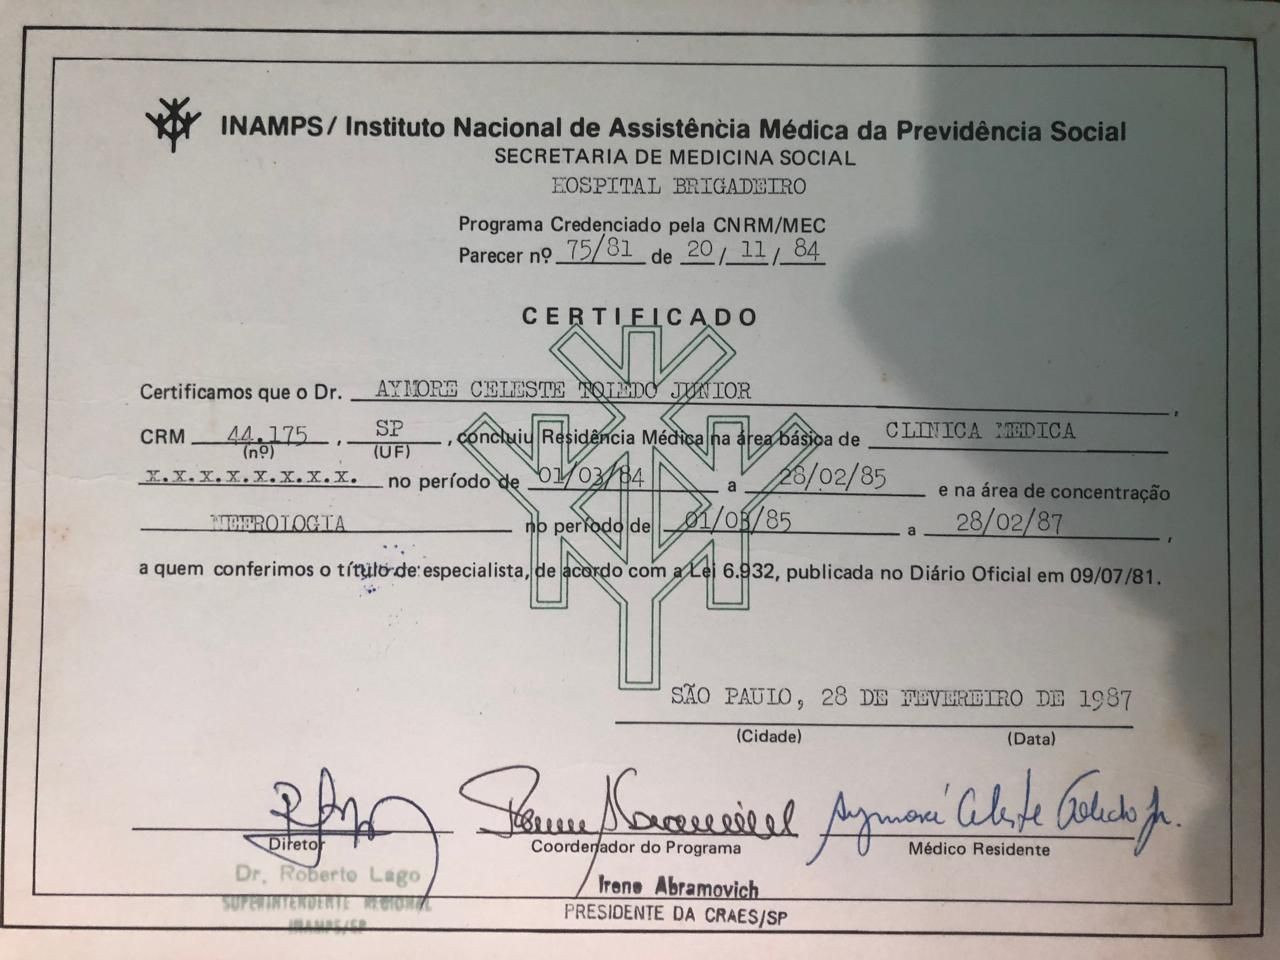 INAMPS/ Instituto Nacional de Assistência Médica da Previdência Social
SECRETARIA DE MEDICINA SOCIAL
HOSPITAL BRIGADEIRO
Programa Credenciado pela CNRM/MEC
Parecer nº 75/81 de 20/11/84
CERTIFICADO
Certificamos que o Dr. AYMORE CELESTE TOLEDO JUNIOR,
CRM 44.175, SP, concluiu Residência Médica na área básica de CLINICA MEDICA
(nº) (UF)
x.x.x.x.x.x.x.x. no período de 01/03/84 a 28/02/85 e na área de concentração
NEFROLOGIA no período de 01/03/85 a 28/02/87,
a quem conferimos o título de especialista, de acordo com a Lei 6.932, publicada no Diário Oficial em 09/07/81.
SÃO PAULO, 28 DE FEVEREIRO DE 1987
(Cidade) (Data)
Aymoré Celeste Toledo Jr.
Diretor Coordenador do Programa Médico Residente
Dr. Roberto Lago
SUPERINTENDENTE REGIONAL
INAMPS/SP
Irene Abramovich
PRESIDENTE DA CRAES/SP